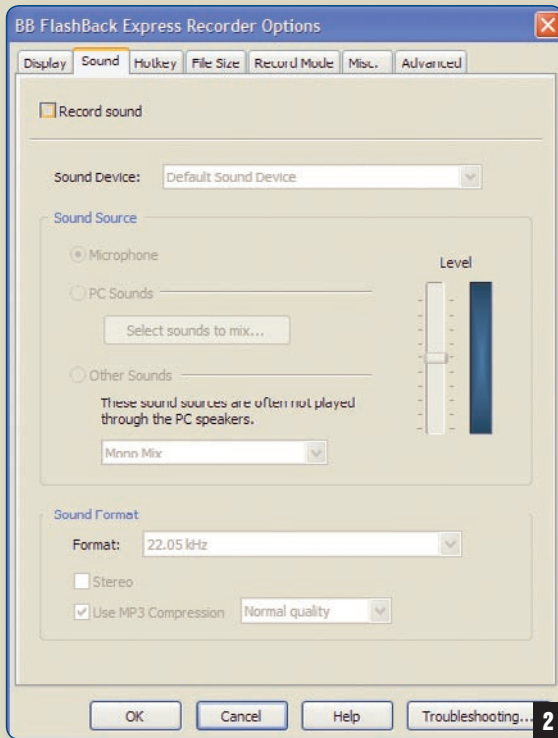 BB FlashBack Express Recorder Options
Display Sound Hotkey File Size Record Mode Misc. Advanced
Record sound
Sound Device: Default Sound Device
Sound Source
Microphone
Level
PC Sounds
Select sounds to mix...
Other Sounds
These sound sources are often not played
through the PC speakers.
Mono Mix
Sound Format
Format: 22.05 kHz
Stereo
Use MP3 Compression Normal quality
OK Cancel Help Troubleshooting...
2